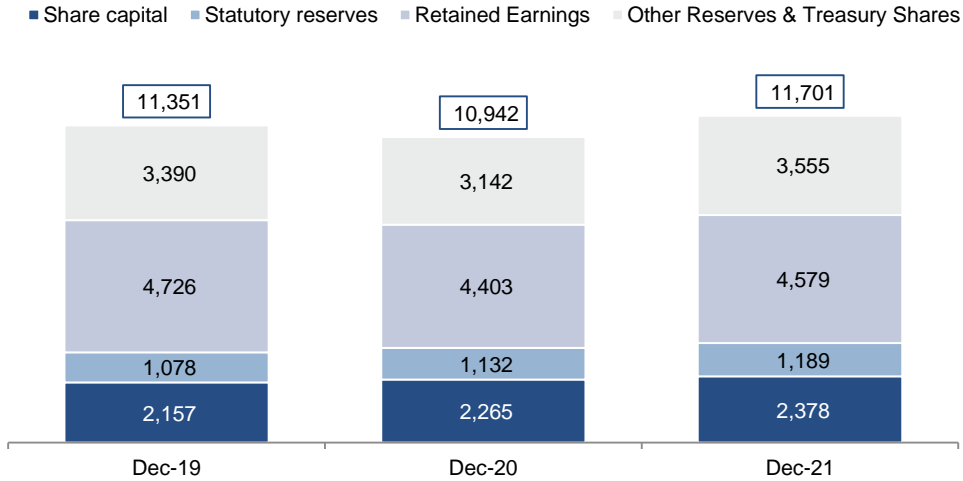 Share capital Statutory reserves Retained Earnings Other Reserves & Treasury Shares
11,351 10,942 11,701
3,390 3,142 3,555
4,726 4,403 4,579
1,078 1,132 1,189
2,157 2,265 2,378
Dec-19 Dec-20 Dec-21